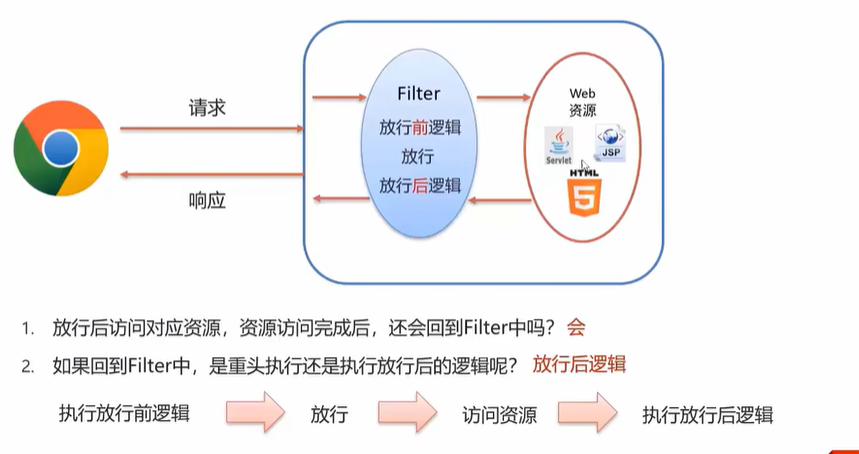 请求
响应
Filter
放行前逻辑
放行
放行后逻辑
Web
资源
Servlet
JSP
HTML
5
1. 放行后访问对应资源，资源访问完成后，还会回到Filter中吗？会
2. 如果回到Filter中，是重头执行还是执行放行后的逻辑呢？放行后逻辑
执行放行前逻辑 放行 访问资源 执行放行后逻辑